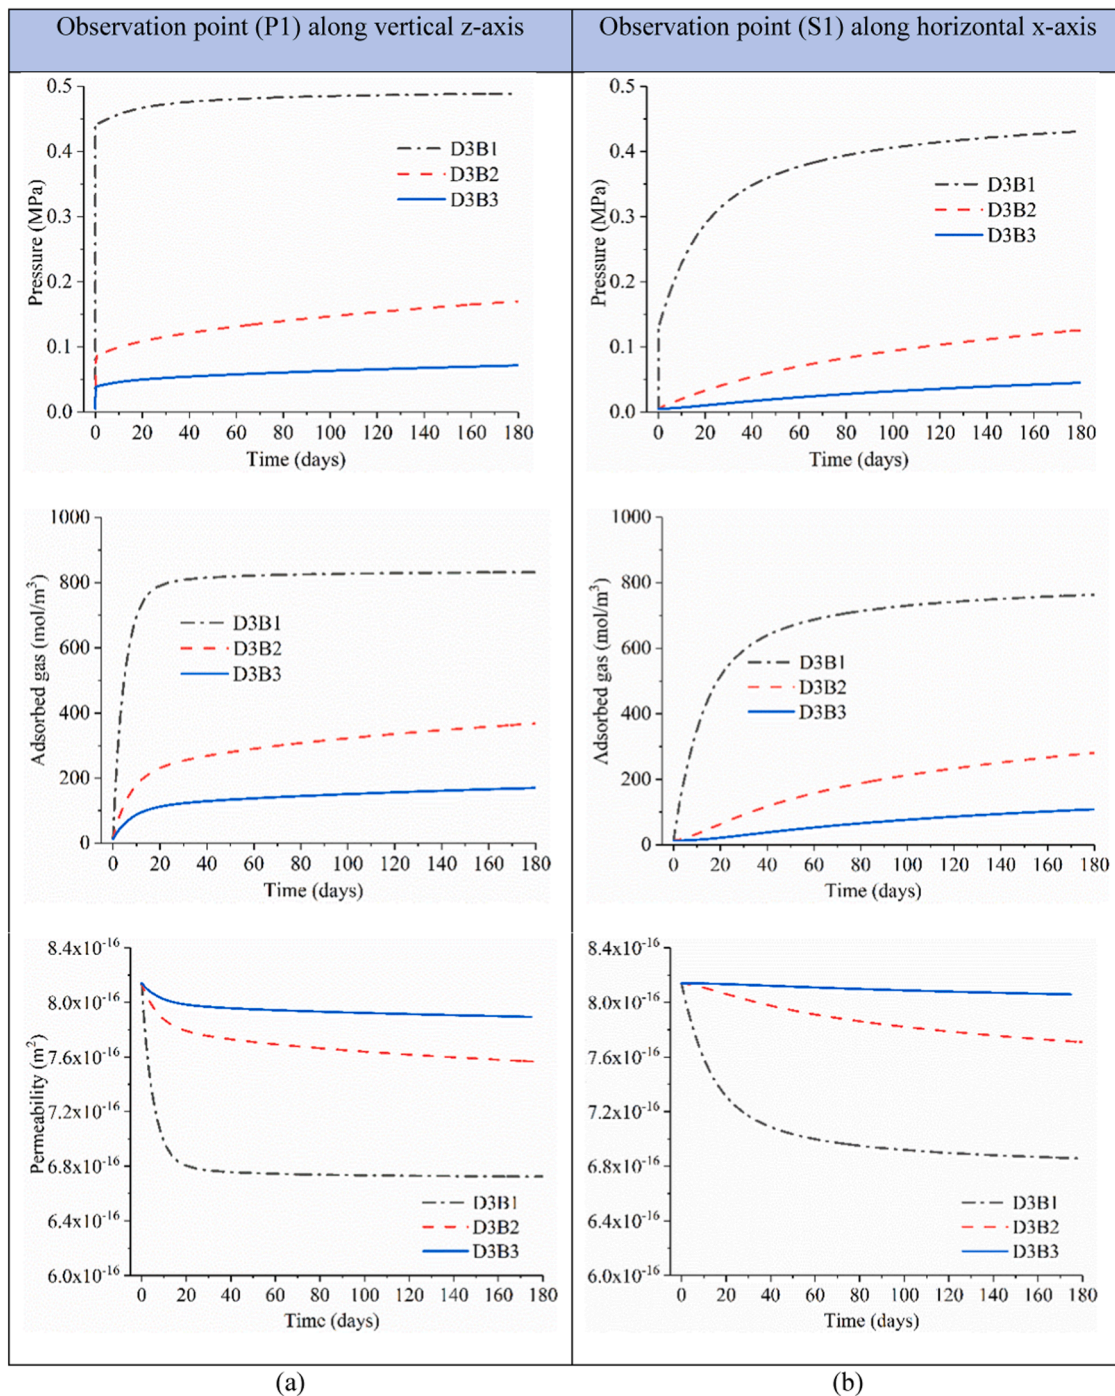 Observation point (P1) along vertical z-axis
Observation point (S1) along horizontal x-axis
0.5
0.4
0.3
0.2
0.1
0.0
Pressure (MPa)
D3B1
D3B2
D3B3
0 20 40 60 80 100 120 140 160 180
Time (days)
0.5
0.4
0.3
0.2
0.1
0.0
Pressure (MPa)
D3B1
D3B2
D3B3
0 20 40 60 80 100 120 140 160 180
Time (days)
1000
800
600
400
200
0
Adsorbed gas (mol/m³)
D3B1
D3B2
D3B3
0 20 40 60 80 100 120 140 160 180
Time (days)
1000
800
600
400
200
0
Adsorbed gas (mol/m³)
D3B1
D3B2
D3B3
0 20 40 60 80 100 120 140 160 180
Time (days)
8.4x10⁻¹⁶
8.0x10⁻¹⁶
7.6x10⁻¹⁶
7.2x10⁻¹⁶
6.8x10⁻¹⁶
6.4x10⁻¹⁶
6.0x10⁻¹⁶
Permeability (m²)
D3B1
D3B2
D3B3
0 20 40 60 80 100 120 140 160 180
Time (days)
8.4x10⁻¹⁶
8.0x10⁻¹⁶
7.6x10⁻¹⁶
7.2x10⁻¹⁶
6.8x10⁻¹⁶
6.4x10⁻¹⁶
6.0x10⁻¹⁶
D3B1
D3B2
D3B3
0 20 40 60 80 100 120 140 160 180
Time (days)
(a)
(b)